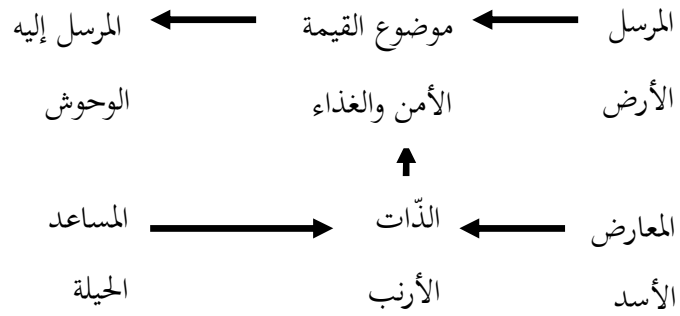 المرسل موضوع القيمة المرسل إليه
الأرض الأمن والغذاء الوحوش
المعارض الذّات المساعد
الأسد الأرنب الحيلة